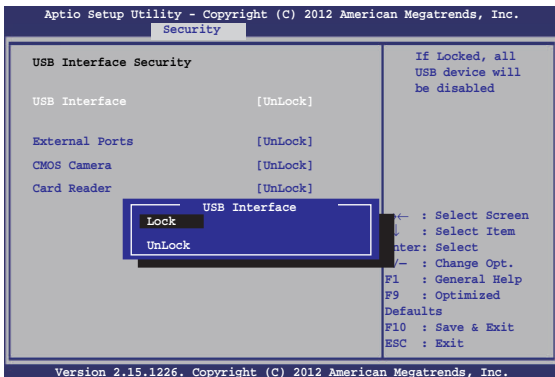 Aptio Setup Utility - Copyright (C) 2012 American Megatrends, Inc.
Security
USB Interface Security
USB Interface [UnLock]
External Ports [UnLock]
CMOS Camera [UnLock]
Card Reader [UnLock]
USB Interface
Lock
UnLock
If Locked, all
USB device will
be disabled
→← : Select Screen
↓ : Select Item
nter: Select
/— : Change Opt.
F1 : General Help
F9 : Optimized
Defaults
F10 : Save & Exit
ESC : Exit
Version 2.15.1226. Copyright (C) 2012 American Megatrends, Inc.